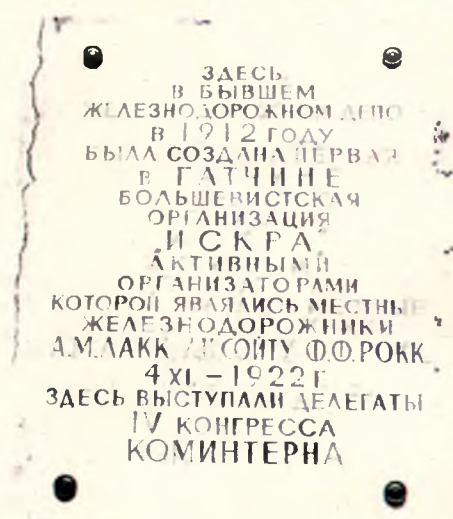 ЗДЕСЬ
В БЫВШЕМ
ЖЕЛЕЗНОДОРОЖНОМ ДЕПО
В 1912 ГОДУ
БЫЛА СОЗДАНА ПЕРВАЯ
В ГАТЧИНЕ
БОЛЬШЕВИСТСКАЯ
ОРГАНИЗАЦИЯ
"ИСКРА"
АКТИВНЫМИ
ОРГАНИЗАТОРАМИ
КОТОРОЙ ЯВЛЯЛИСЬ МЕСТНЫЕ
ЖЕЛЕЗНОДОРОЖНИКИ
А.М.ЛАКК СОЙТУ Ф.Ф.РОКК
4 XI. – 1922 Г
ЗДЕСЬ ВЫСТУПАЛИ ДЕЛЕГАТЫ
IV КОНГРЕССА
КОМИНТЕРНА